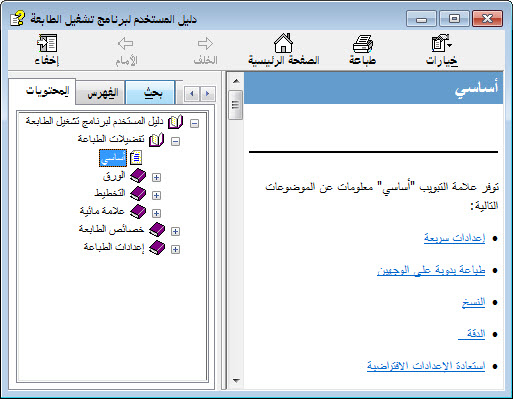 دليل المستخدم لبرنامج تشغيل الطابعة
خيارات
طباعة
الصفحة الرئيسية
الخلف
الأمام
إخفاء
المحتويات
الفهرس
بحث
دليل المستخدم لبرنامج تشغيل الطابعة
تفضيلات الطباعة
أساسي
الورق
التخطيط
علامة مائية
خصائص الطابعة
إعدادات الطباعة
أساسي
توفر علامة التبويب "أساسي" معلومات عن الموضوعات
التالية:
• إعدادات سريعة
• طباعة يدوية على الوجهين
• النسخ
• الدقة
• استعادة الإعدادات الافتراضية